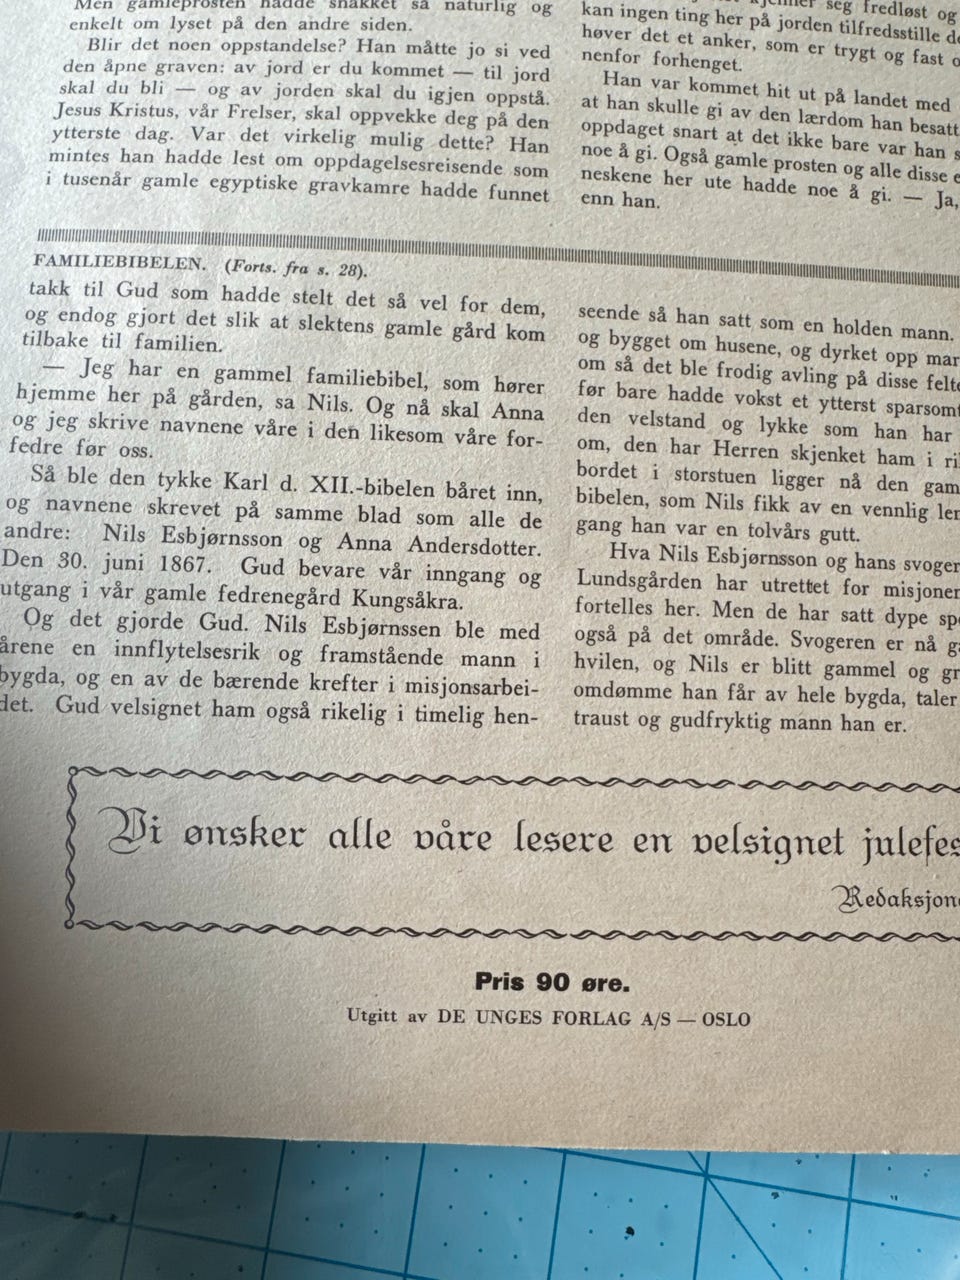 Men gamleprosten hadde snakket så naturlig og
enkelt om lyset på den andre siden.
Blir det noen oppstandelse? Han måtte jo si ved
den åpne graven: av jord er du kommet — til jord
skal du bli — og av jorden skal du igjen oppstå.
Jesus Kristus, vår Frelser, skal oppvekke deg på den
ytterste dag. Var det virkelig mulig dette? Han
mintes han hadde lest om oppdagelsesreisende som
i tusenår gamle egyptiske gravkamre hadde funnet
seg fredløst og
kan ingen ting her på jorden tilfredsstille
høver det et anker, som er trygt og fast
nenfor forhenget.
Han var kommet hit ut på landet med
at han skulle gi av den lærdom han besatt
oppdaget snart at det ikke bare var han
noe å gi. Også gamle prosten og alle disse
neskene her ute hadde noe å gi. — Ja,
enn han.
FAMILIEBIBELEN. (Forts. fra s. 28).
takk til Gud som hadde stelt det så vel for dem,
og endog gjort det slik at slektens gamle gård kom
tilbake til familien.
— Jeg har en gammel familiebibel, som hører
hjemme her på gården, sa Nils. Og nå skal Anna
og jeg skrive navnene våre i den likesom våre for-
fedre før oss.
Så ble den tykke Karl d. XII.-bibelen båret inn,
og navnene skrevet på samme blad som alle de
andre: Nils Esbjørnsson og Anna Andersdotter.
Den 30. juni 1867. Gud bevare vår inngang og
utgang i vår gamle fedrenegård Kungsåkra.
Og det gjorde Gud. Nils Esbjørnssen ble med
årene en innflytelsesrik og framstående mann i
bygda, og en av de bærende krefter i misjonsarbei-
det. Gud velsignet ham også rikelig i timelig hen-
seende så han satt som en holden mann.
og bygget om husene, og dyrket opp mar
om så det ble frodig avling på disse felte
før bare hadde vokst et ytterst sparsomt
den velstand og lykke som han har
om, den har Herren skjenket ham i ri
bordet i storstuen ligger nå den gam
bibelen, som Nils fikk av en vennlig
gang han var en tolvårs gutt.
Hva Nils Esbjørnsson og hans svoger
Lundsgården har utrettet for misjonen
fortelles her. Men de har satt dype
også på det område. Svogeren er nå
hvilen, og Nils er blitt gammel og
omdømme han får av hele bygda, taler
traust og gudfryktig mann han er.
Vi ønsker alle våre lesere en velsignet julefes
Redaksjon
Pris 90 øre.
Utgitt av DE UNGES FORLAG A/S — OSLO